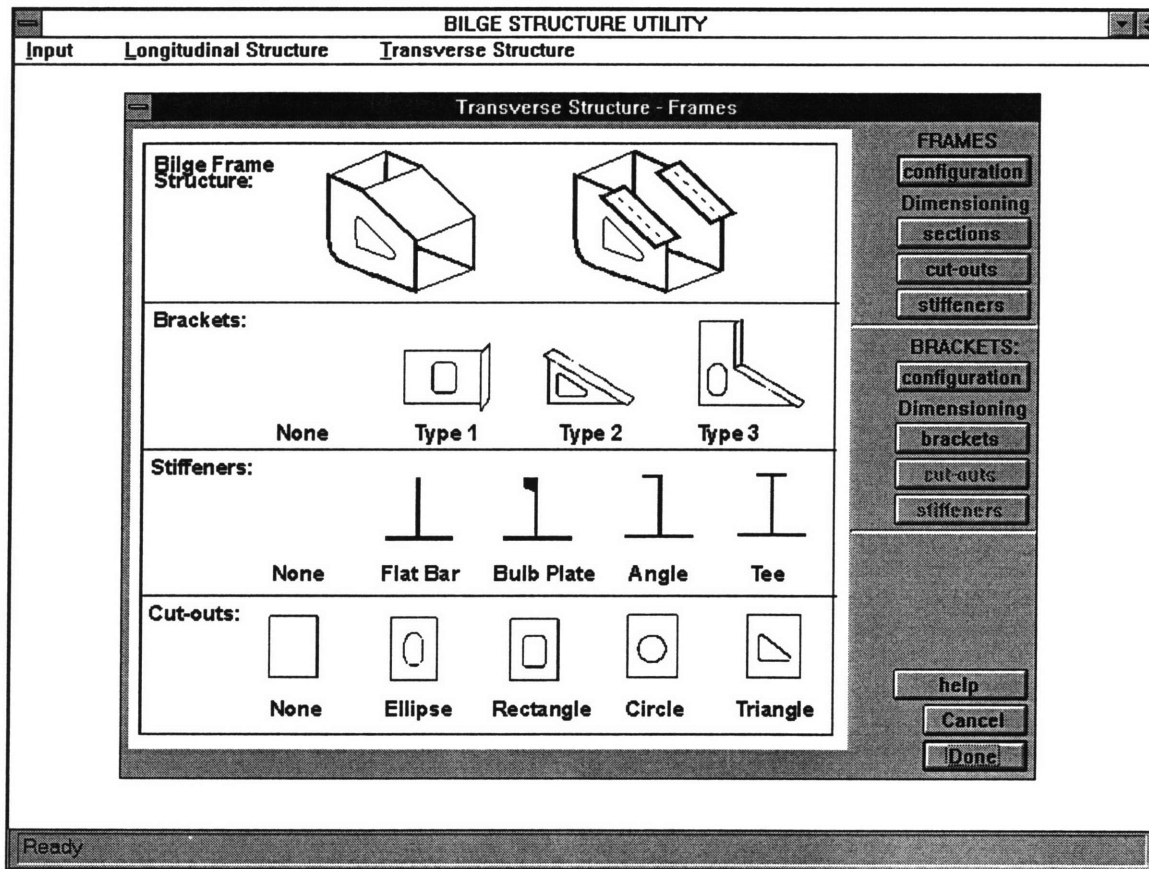 BILGE STRUCTURE UTILITY
Input Longitudinal Structure Transverse Structure
Transverse Structure - Frames
Bilge Frame
Structure:
Brackets:
None Type 1 Type 2 Type 3
Stiffeners:
None Flat Bar Bulb Plate Angle Tee
Cut-outs:
None Ellipse Rectangle Circle Triangle
FRAMES
configuration
Dimensioning
sections
cut-outs
stiffeners
BRACKETS:
configuration
Dimensioning
brackets
cut-outs
stiffeners
help
Cancel
Done
Ready